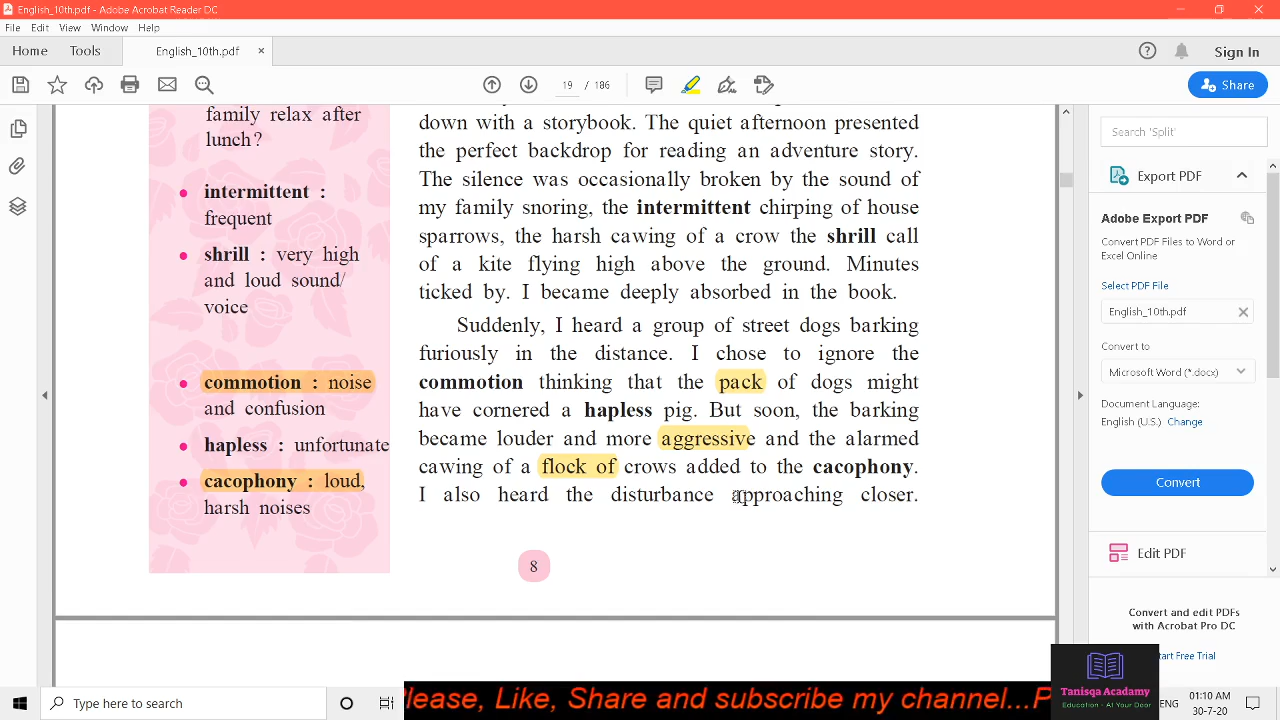 English_10th.pdf - Adobe Acrobat Reader DC
File Edit View Window Help
Home Tools English_10th.pdf × Sign In
19 / 186 Share
family relax after
lunch?
intermittent :
frequent
shrill : very high
and loud sound/
voice
commotion : noise
and confusion
hapless : unfortunate
cacophony : loud,
harsh noises
down with a storybook. The quiet afternoon presented
the perfect backdrop for reading an adventure story.
The silence was occasionally broken by the sound of
my family snoring, the intermittent chirping of house
sparrows, the harsh cawing of a crow the shrill call
of a kite flying high above the ground. Minutes
ticked by. I became deeply absorbed in the book.
Suddenly, I heard a group of street dogs barking
furiously in the distance. I chose to ignore the
commotion thinking that the pack of dogs might
have cornered a hapless pig. But soon, the barking
became louder and more aggressive and the alarmed
cawing of a flock of crows added to the cacophony.
I also heard the disturbance approaching closer.
8
Search 'Split'
Export PDF
Adobe Export PDF
Convert PDF Files to Word or
Excel Online
Select PDF File
English_10th.pdf
Convert to
Microsoft Word (*.docx)
Document Language:
English (U.S.) Change
Convert
Edit PDF
Convert and edit PDFs
with Acrobat Pro DC
Start Free Trial
Tanisqa Acadamy
Education - At Your Door
Type here to search
Please, Like, Share and subscribe my channel...P
ENG
01:10 AM
30-7-20